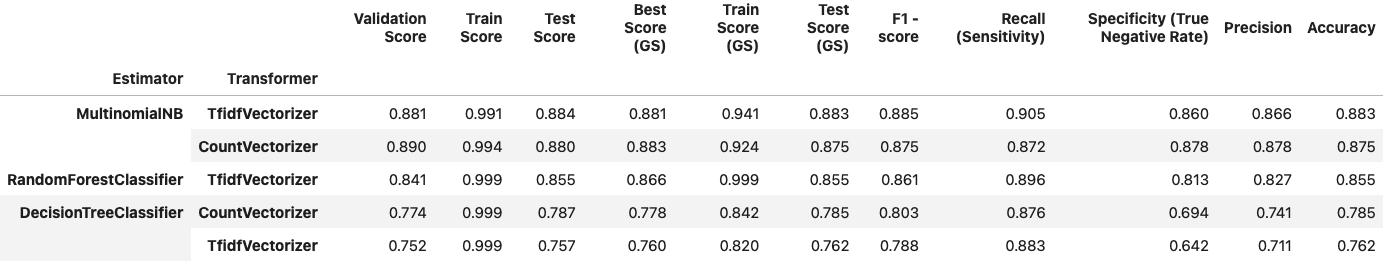 Validation Score Train Score Test Score Best Score (GS) Train Score (GS) Test Score (GS) F1 - score Recall (Sensitivity) Specificity (True Negative Rate) Precision Accuracy
Estimator Transformer
MultinomialNB TfidfVectorizer 0.881 0.991 0.884 0.881 0.941 0.883 0.885 0.905 0.860 0.866 0.883
CountVectorizer 0.890 0.994 0.880 0.883 0.924 0.875 0.875 0.872 0.878 0.878 0.875
RandomForestClassifier TfidfVectorizer 0.841 0.999 0.855 0.866 0.999 0.855 0.861 0.896 0.813 0.827 0.855
DecisionTreeClassifier CountVectorizer 0.774 0.999 0.787 0.778 0.842 0.785 0.803 0.876 0.694 0.741 0.785
TfidfVectorizer 0.752 0.999 0.757 0.760 0.820 0.762 0.788 0.883 0.642 0.711 0.762